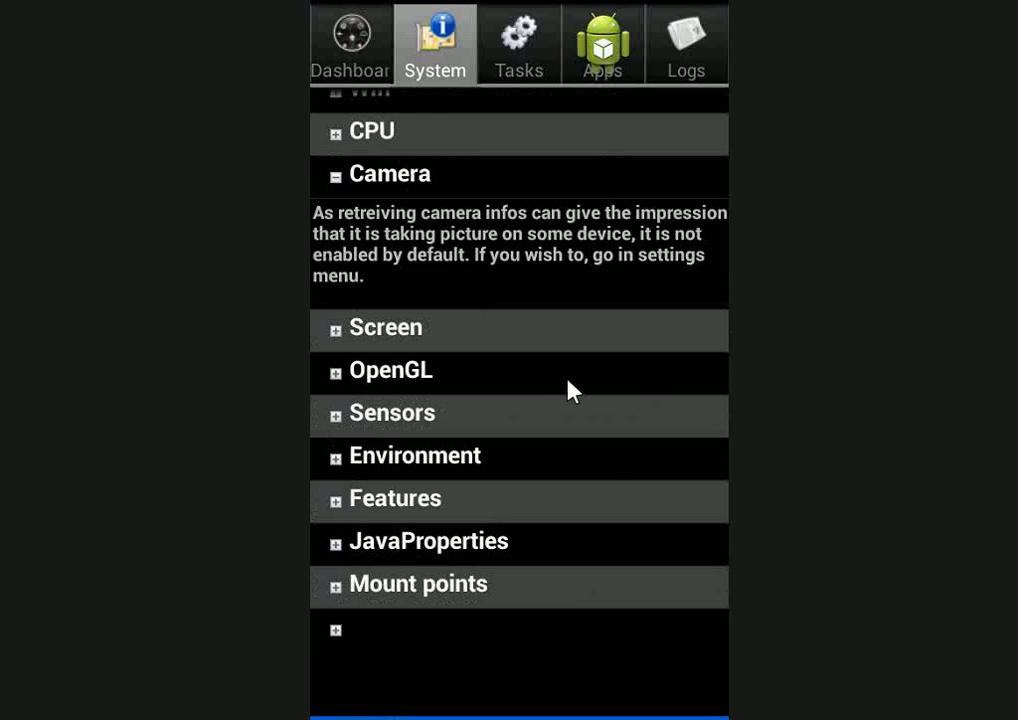 Dashboar System Tasks Apps Logs
Wifi
CPU
Camera
As retreiving camera infos can give the impression
that it is taking picture on some device, it is not
enabled by default. If you wish to, go in settings
menu.
Screen
OpenGL
Sensors
Environment
Features
JavaProperties
Mount points